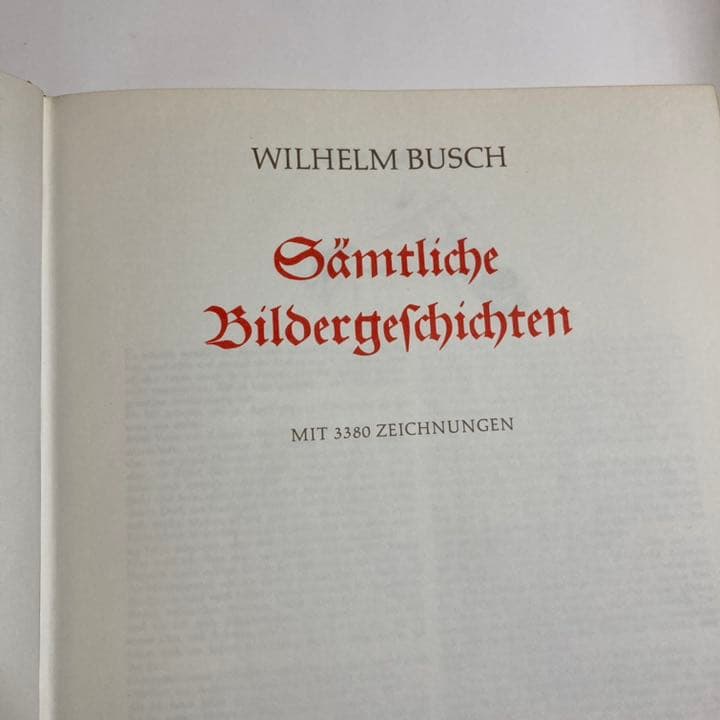 WILHELM BUSCH
Sämtliche
Bildergeſchichten
MIT 3380 ZEICHNUNGEN